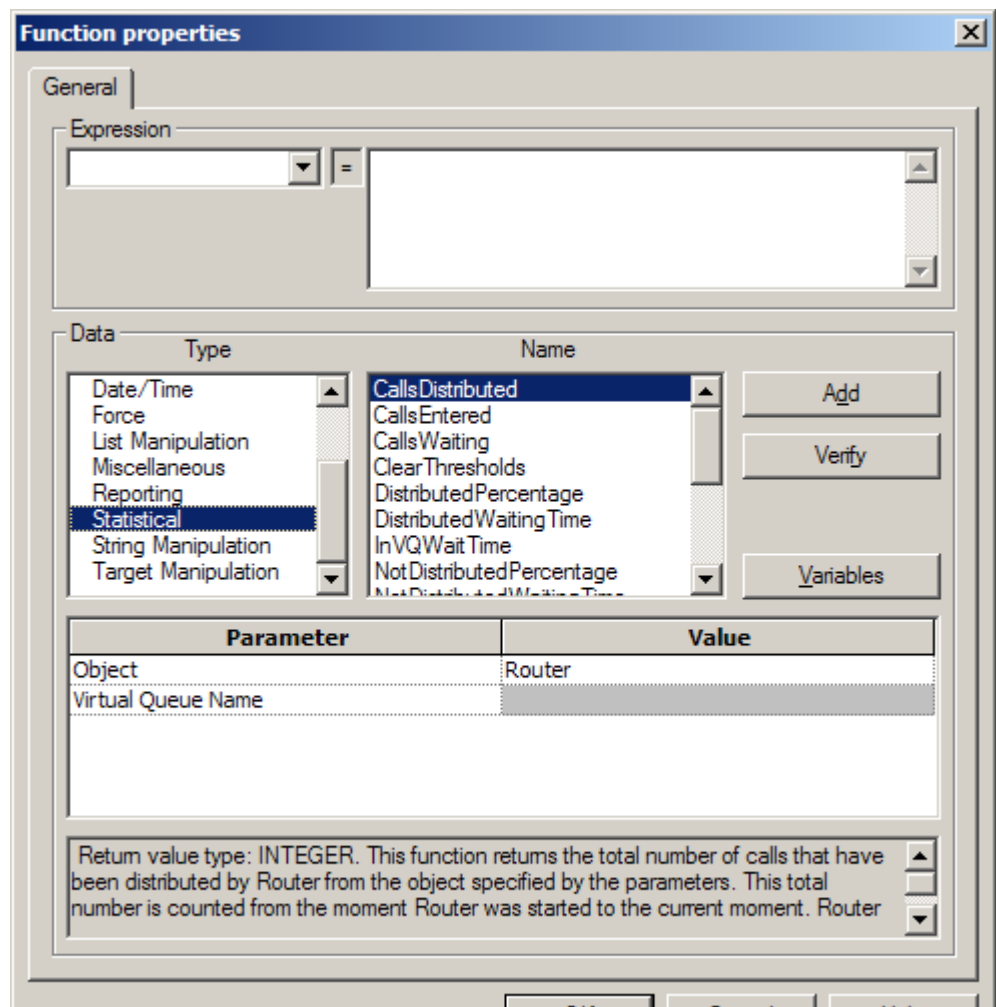 Function properties
General
Expression
=
Data
Type
Name
Date/Time
Force
List Manipulation
Miscellaneous
Reporting
Statistical
String Manipulation
Target Manipulation
CallsDistributed
CallsEntered
CallsWaiting
ClearThresholds
DistributedPercentage
DistributedWaitingTime
InVQWaitTime
NotDistributedPercentage
NotDistributedWaitingTime
Add
Verify
Variables
Parameter Value
Object Router
Virtual Queue Name
Return value type: INTEGER. This function returns the total number of calls that have
been distributed by Router from the object specified by the parameters. This total
number is counted from the moment Router was started to the current moment. Router